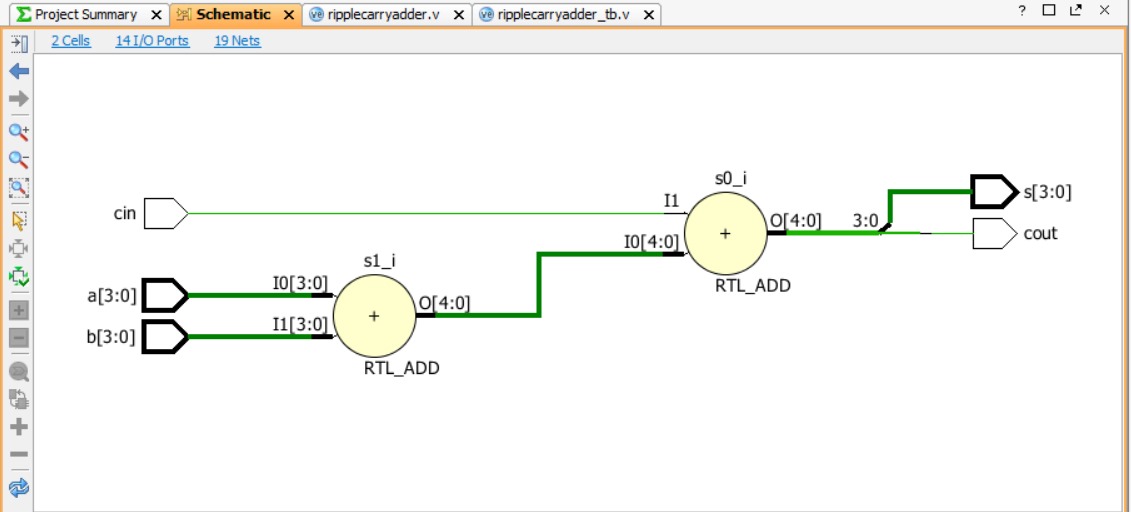 Project Summary
Schematic
ripplecarryadder.v
ripplecarryadder_tb.v
?
2 Cells
14 I/O Ports
19 Nets
s0_i
s[3:0]
I1
cin
O[4:0]
3:0
+
cout
I0[4:0]
s1_i
I0[3:0]
RTL_ADD
a[3:0]
O[4:0]
+
I1[3:0]
b[3:0]
RTL_ADD